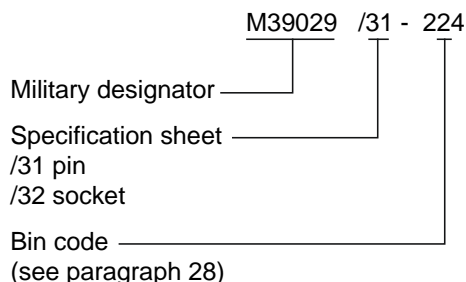 M39029 /31 - 224
Military designator
Specification sheet
/31 pin
/32 socket
Bin code
(see paragraph 28)